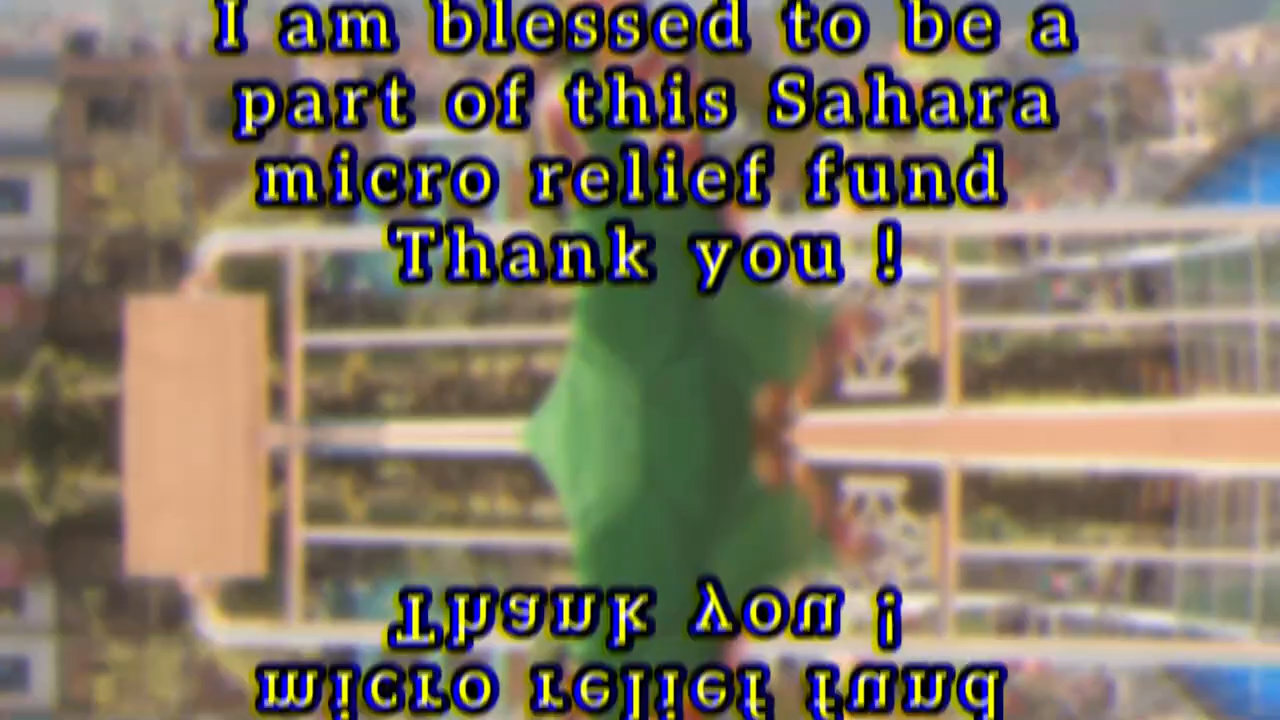 I am blessed to be a
part of this Sahara
micro relief fund
Thank you !
Thank you !
micro relief fund